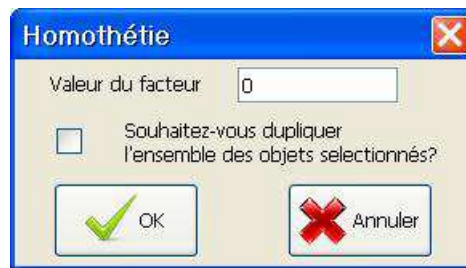 Homothétie
Valeur du facteur 0
Souhaitez-vous dupliquer
l'ensemble des objets selectionnés?
OK Annuler